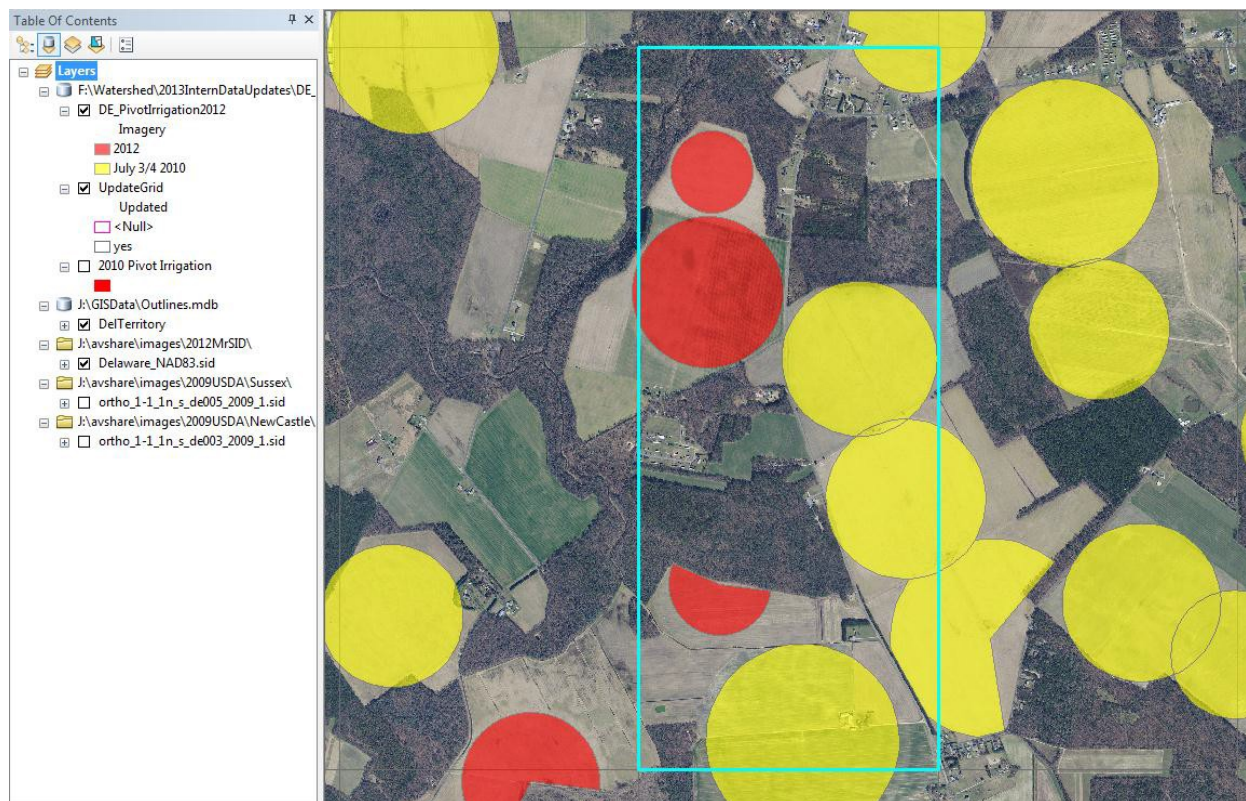 Table Of Contents
Layers
F:\Watershed\2013InternDataUpdates\DE_
DE_PivotIrrigation2012
Imagery
2012
July 3/4 2010
UpdateGrid
Updated
<Null>
yes
2010 Pivot Irrigation
J:\GISData\Outlines.mdb
DelTerritory
J:\avshare\images\2012MrSID\
Delaware_NAD83.sid
J:\avshare\images\2009USDA\Sussex\
ortho_1-1_1n_s_de005_2009_1.sid
J:\avshare\images\2009USDA\NewCastle\
ortho_1-1_1n_s_de003_2009_1.sid